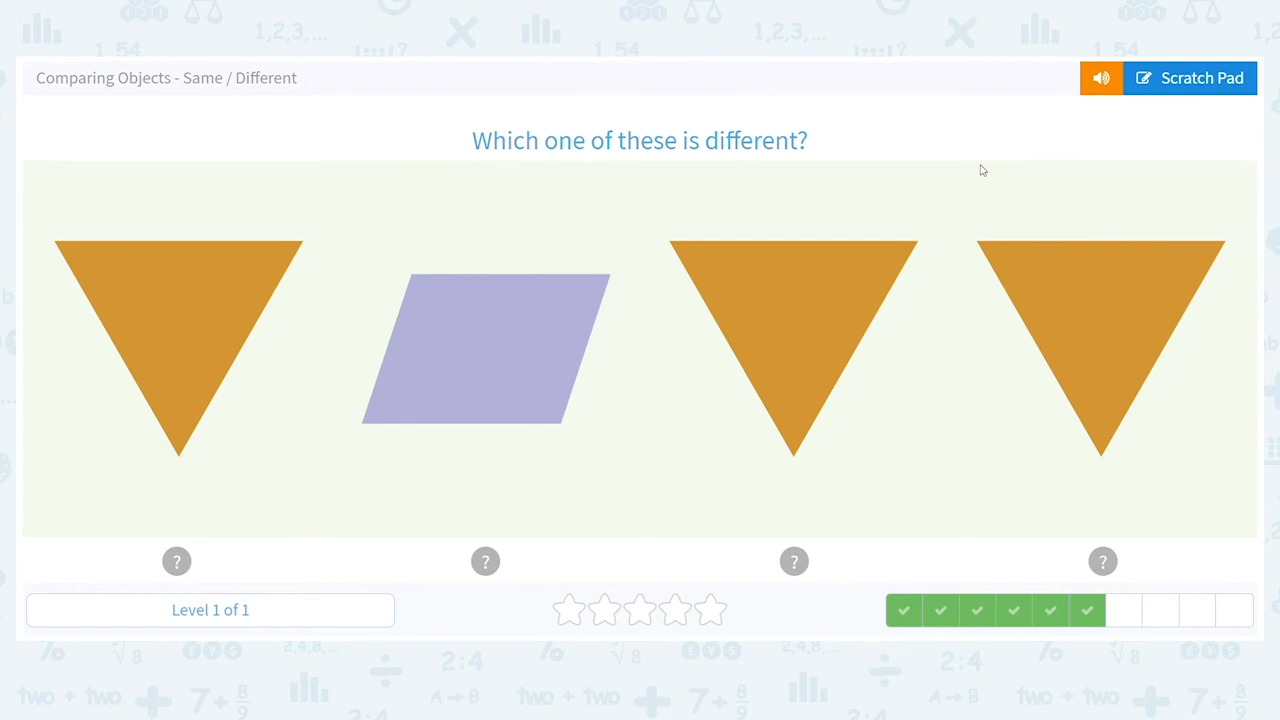 Comparing Objects - Same / Different
Scratch Pad
Which one of these is different?
? ? ? ?
Level 1 of 1